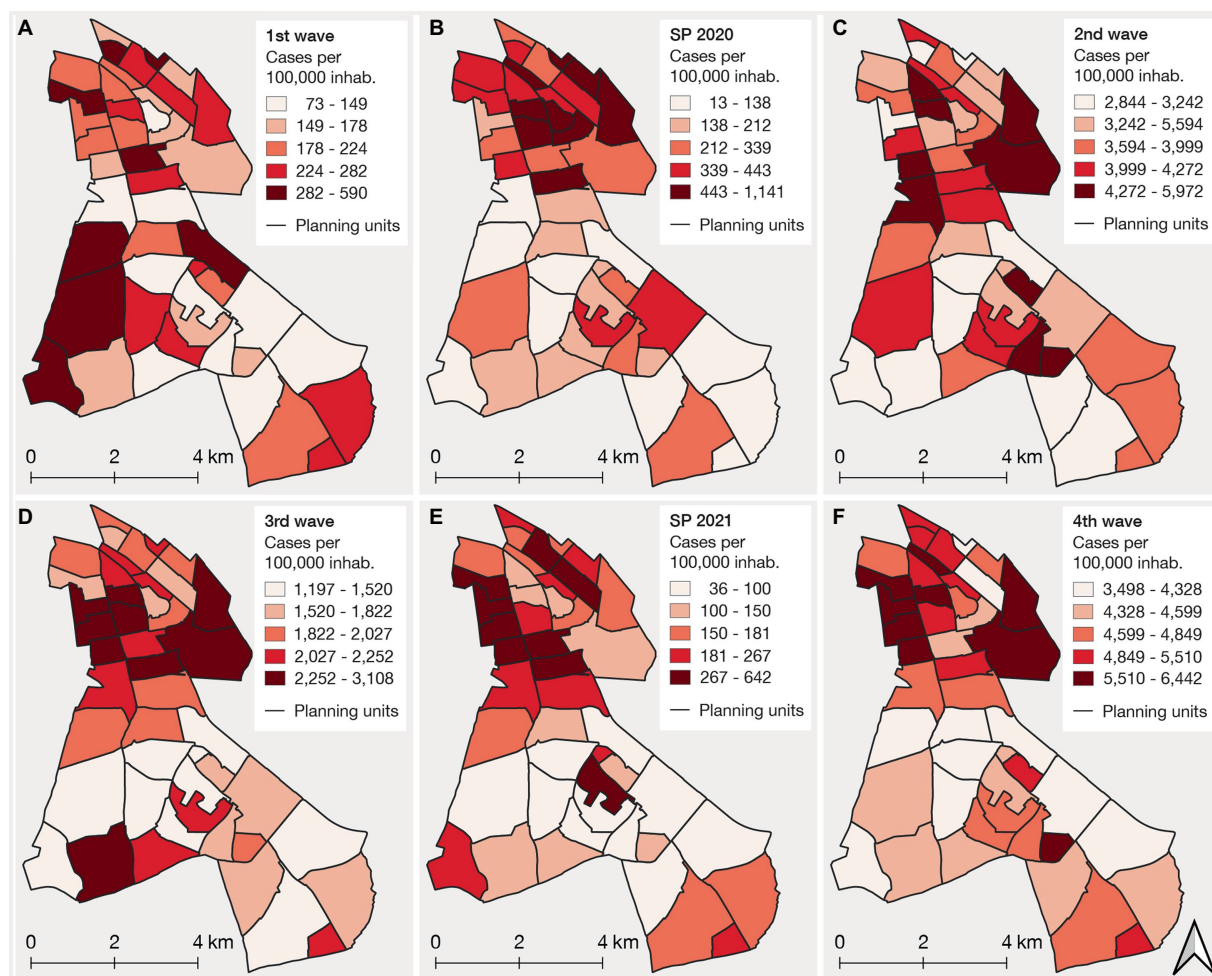 A
1st wave
Cases per
100,000 inhab.
73 - 149
149 - 178
178 - 224
224 - 282
282 - 590
Planning units
0 2 4 km
B
SP 2020
Cases per
100,000 inhab.
13 - 138
138 - 212
212 - 339
339 - 443
443 - 1,141
Planning units
0 2 4 km
C
2nd wave
Cases per
100,000 inhab.
2,844 - 3,242
3,242 - 5,594
3,594 - 3,999
3,999 - 4,272
4,272 - 5,972
Planning units
0 2 4 km
D
3rd wave
Cases per
100,000 inhab.
1,197 - 1,520
1,520 - 1,822
1,822 - 2,027
2,027 - 2,252
2,252 - 3,108
Planning units
0 2 4 km
E
SP 2021
Cases per
100,000 inhab.
36 - 100
100 - 150
150 - 181
181 - 267
267 - 642
Planning units
0 2 4 km
F
4th wave
Cases per
100,000 inhab.
3,498 - 4,328
4,328 - 4,599
4,599 - 4,849
4,849 - 5,510
5,510 - 6,442
Planning units
0 2 4 km